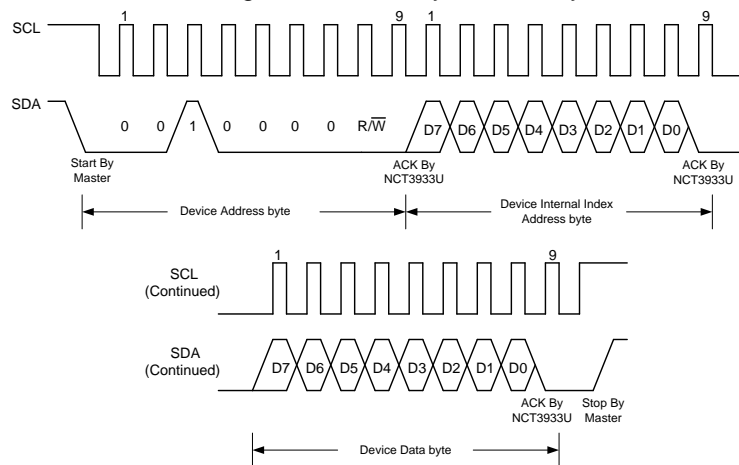 1 9 1 9
SCL
SDA
0 0 1 0 0 0 0 R/W̅ D7 D6 D5 D4 D3 D2 D1 D0
Start By
Master
ACK By
NCT3933U
ACK By
NCT3933U
Device Address byte
Device Internal Index
Address byte
1 9
SCL
(Continued)
SDA
(Continued)
D7 D6 D5 D4 D3 D2 D1 D0
ACK By
NCT3933U
Stop By
Master
Device Data byte